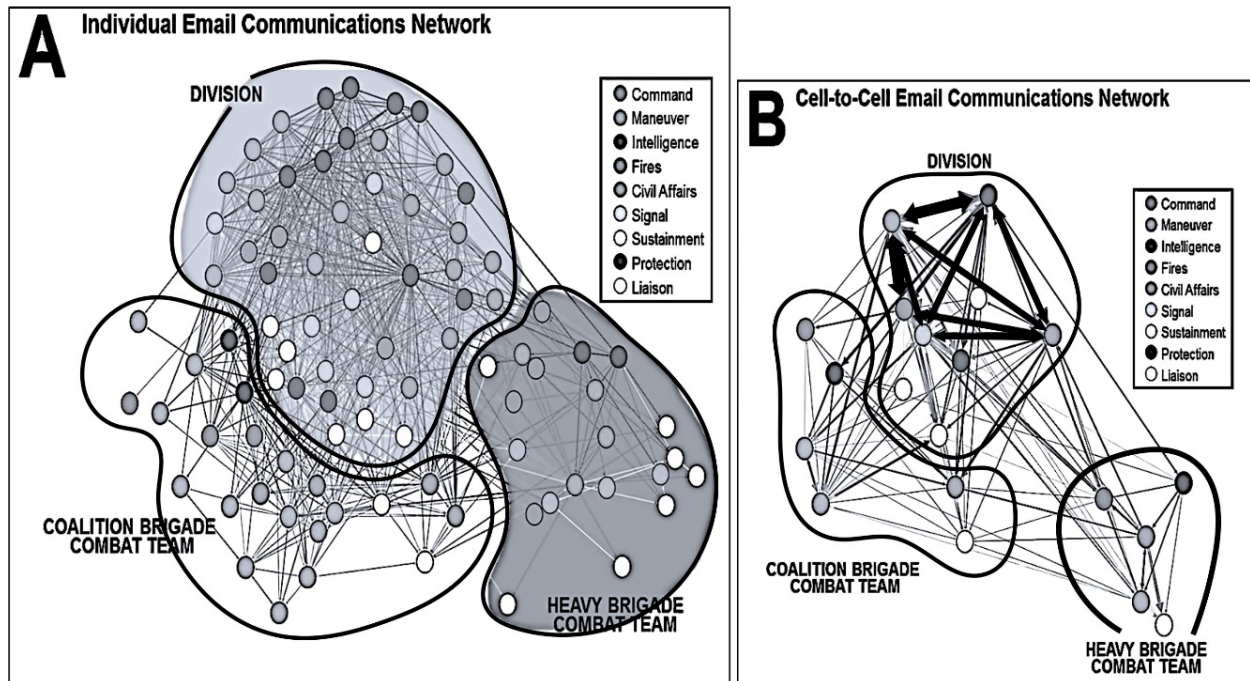 A
Individual Email Communications Network
DIVISION
Command
Maneuver
Intelligence
Fires
Civil Affairs
Signal
Sustainment
Protection
Liaison
COALITION BRIGADE
COMBAT TEAM
HEAVY BRIGADE
COMBAT TEAM
B
Cell-to-Cell Email Communications Network
DIVISION
Command
Maneuver
Intelligence
Fires
Civil Affairs
Signal
Sustainment
Protection
Liaison
COALITION BRIGADE
COMBAT TEAM
HEAVY BRIGADE
COMBAT TEAM